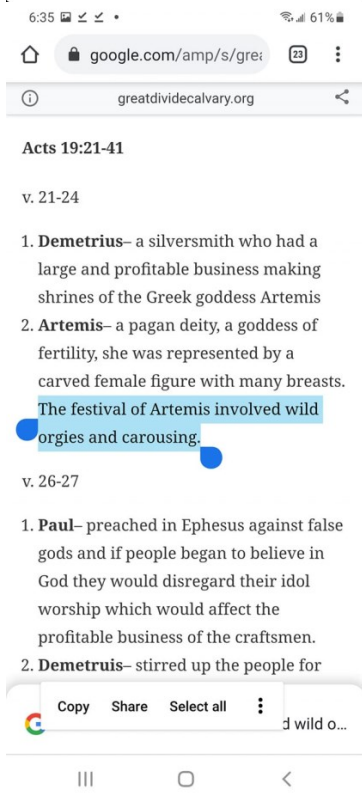 6:35
61%
google.com/amp/s/grea
23
greatdividecalvary.org
Acts 19:21-41
v. 21-24
1. Demetrius– a silversmith who had a
large and profitable business making
shrines of the Greek goddess Artemis
2. Artemis– a pagan deity, a goddess of
fertility, she was represented by a
carved female figure with many breasts.
The festival of Artemis involved wild
orgies and carousing.
v. 26-27
1. Paul– preached in Ephesus against false
gods and if people began to believe in
God they would disregard their idol
worship which would affect the
profitable business of the craftsmen.
2. Demetruis– stirred up the people for
Copy Share Select all
d wild o...